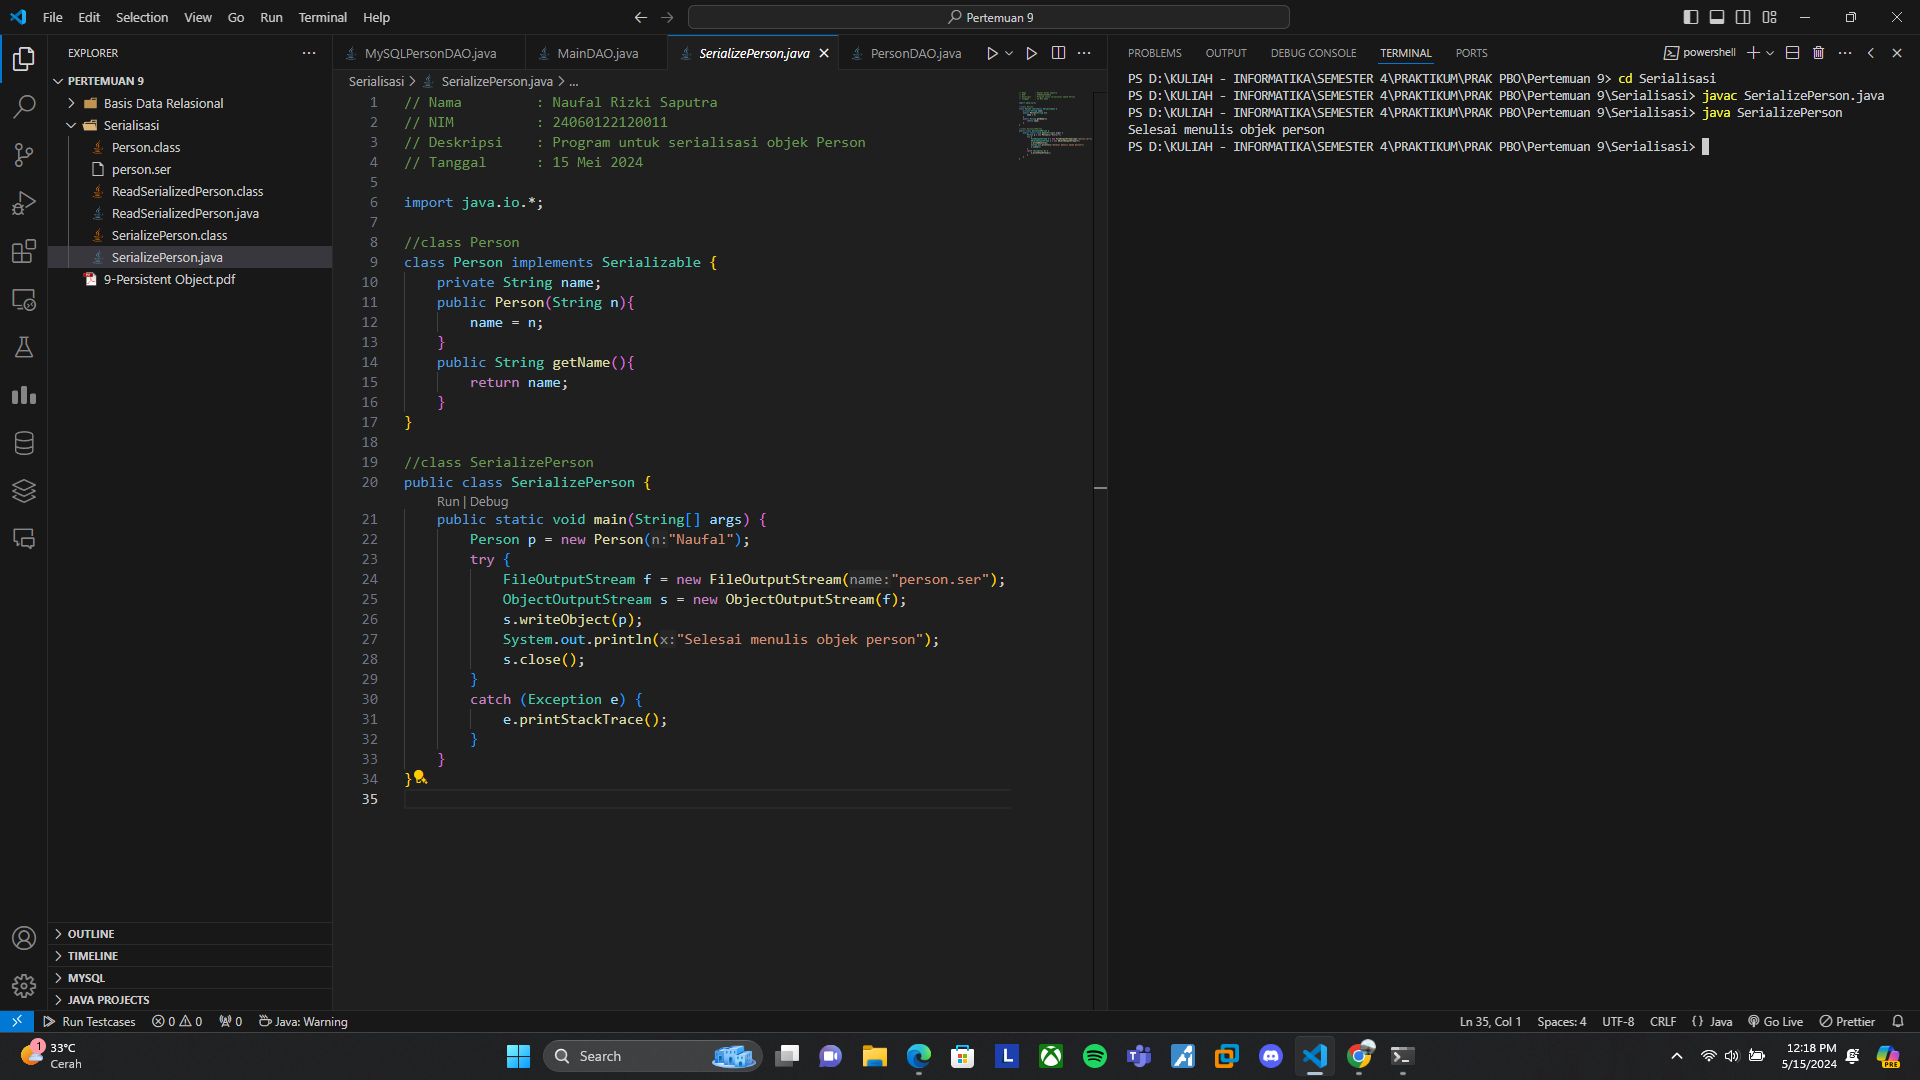 File Edit Selection View Go Run Terminal Help
Pertemuan 9
EXPLORER
PERTEMUAN 9
Basis Data Relasional
Serialisasi
Person.class
person.ser
ReadSerializedPerson.class
ReadSerializedPerson.java
SerializePerson.class
SerializePerson.java
9-Persistent Object.pdf
OUTLINE
TIMELINE
MYSQL
JAVA PROJECTS
MySQLPersonDAO.java MainDAO.java SerializePerson.java PersonDAO.java
Serialisasi > SerializePerson.java > ...
1 // Nama : Naufal Rizki Saputra
2 // NIM : 24060122120011
3 // Deskripsi : Program untuk serialisasi objek Person
4 // Tanggal : 15 Mei 2024
5
6 import java.io.*;
7
8 //class Person
9 class Person implements Serializable {
10 private String name;
11 public Person(String n){
12 name = n;
13 }
14 public String getName(){
15 return name;
16 }
17 }
18
19 //class SerializePerson
20 public class SerializePerson {
Run | Debug
21 public static void main(String[] args) {
22 Person p = new Person(n:"Naufal");
23 try {
24 FileOutputStream f = new FileOutputStream(name:"person.ser");
25 ObjectOutputStream s = new ObjectOutputStream(f);
26 s.writeObject(p);
27 System.out.println(x:"Selesai menulis objek person");
28 s.close();
29 }
30 catch (Exception e) {
31 e.printStackTrace();
32 }
33 }
34 }
35
PROBLEMS OUTPUT DEBUG CONSOLE TERMINAL PORTS
powershell
PS D:\KULIAH - INFORMATIKA\SEMESTER 4\PRAKTIKUM\PRAK PBO\Pertemuan 9> cd Serialisasi
PS D:\KULIAH - INFORMATIKA\SEMESTER 4\PRAKTIKUM\PRAK PBO\Pertemuan 9\Serialisasi> javac SerializePerson.java
PS D:\KULIAH - INFORMATIKA\SEMESTER 4\PRAKTIKUM\PRAK PBO\Pertemuan 9\Serialisasi> java SerializePerson
Selesai menulis objek person
PS D:\KULIAH - INFORMATIKA\SEMESTER 4\PRAKTIKUM\PRAK PBO\Pertemuan 9\Serialisasi>
Run Testcases 0 0 0 Java: Warning
Ln 35, Col 1 Spaces: 4 UTF-8 CRLF {} Java Go Live Prettier
1
33°C
Cerah
Search
L
PRE
12:18 PM
5/15/2024